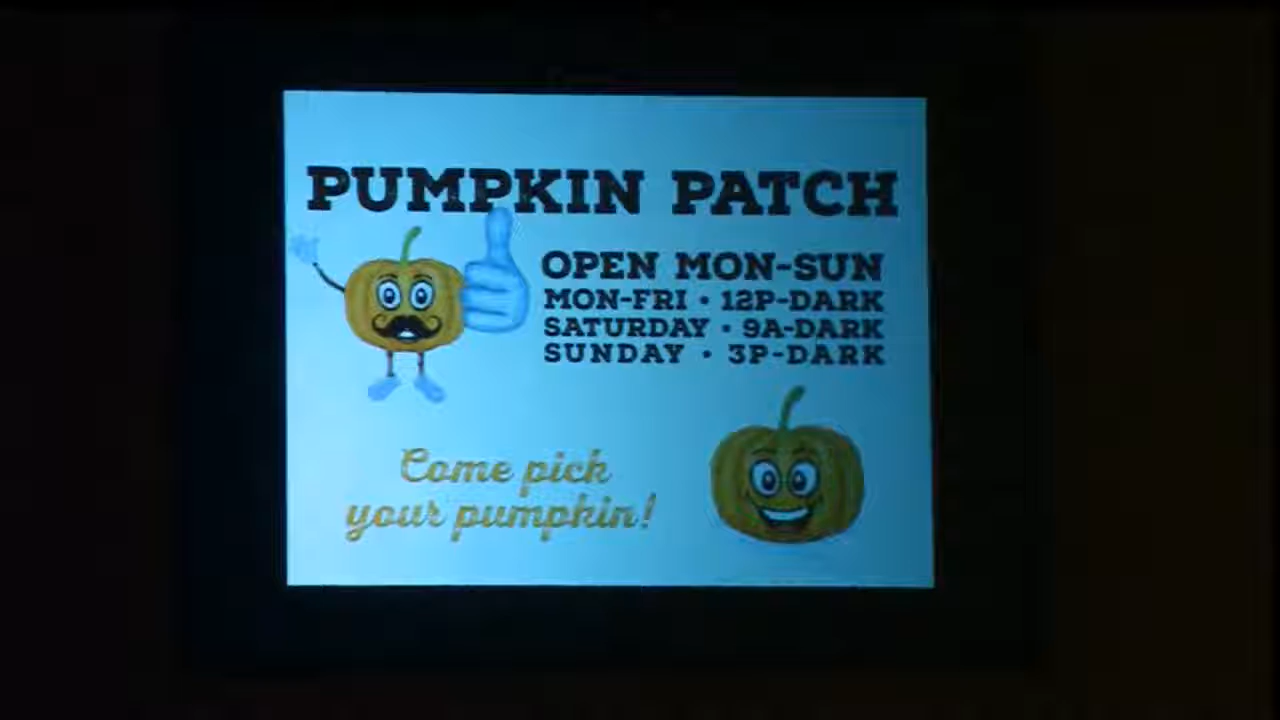 PUMPKIN PATCH
OPEN MON-SUN
MON-FRI • 12P-DARK
SATURDAY • 9A-DARK
SUNDAY • 3P-DARK
Come pick
your pumpkin!